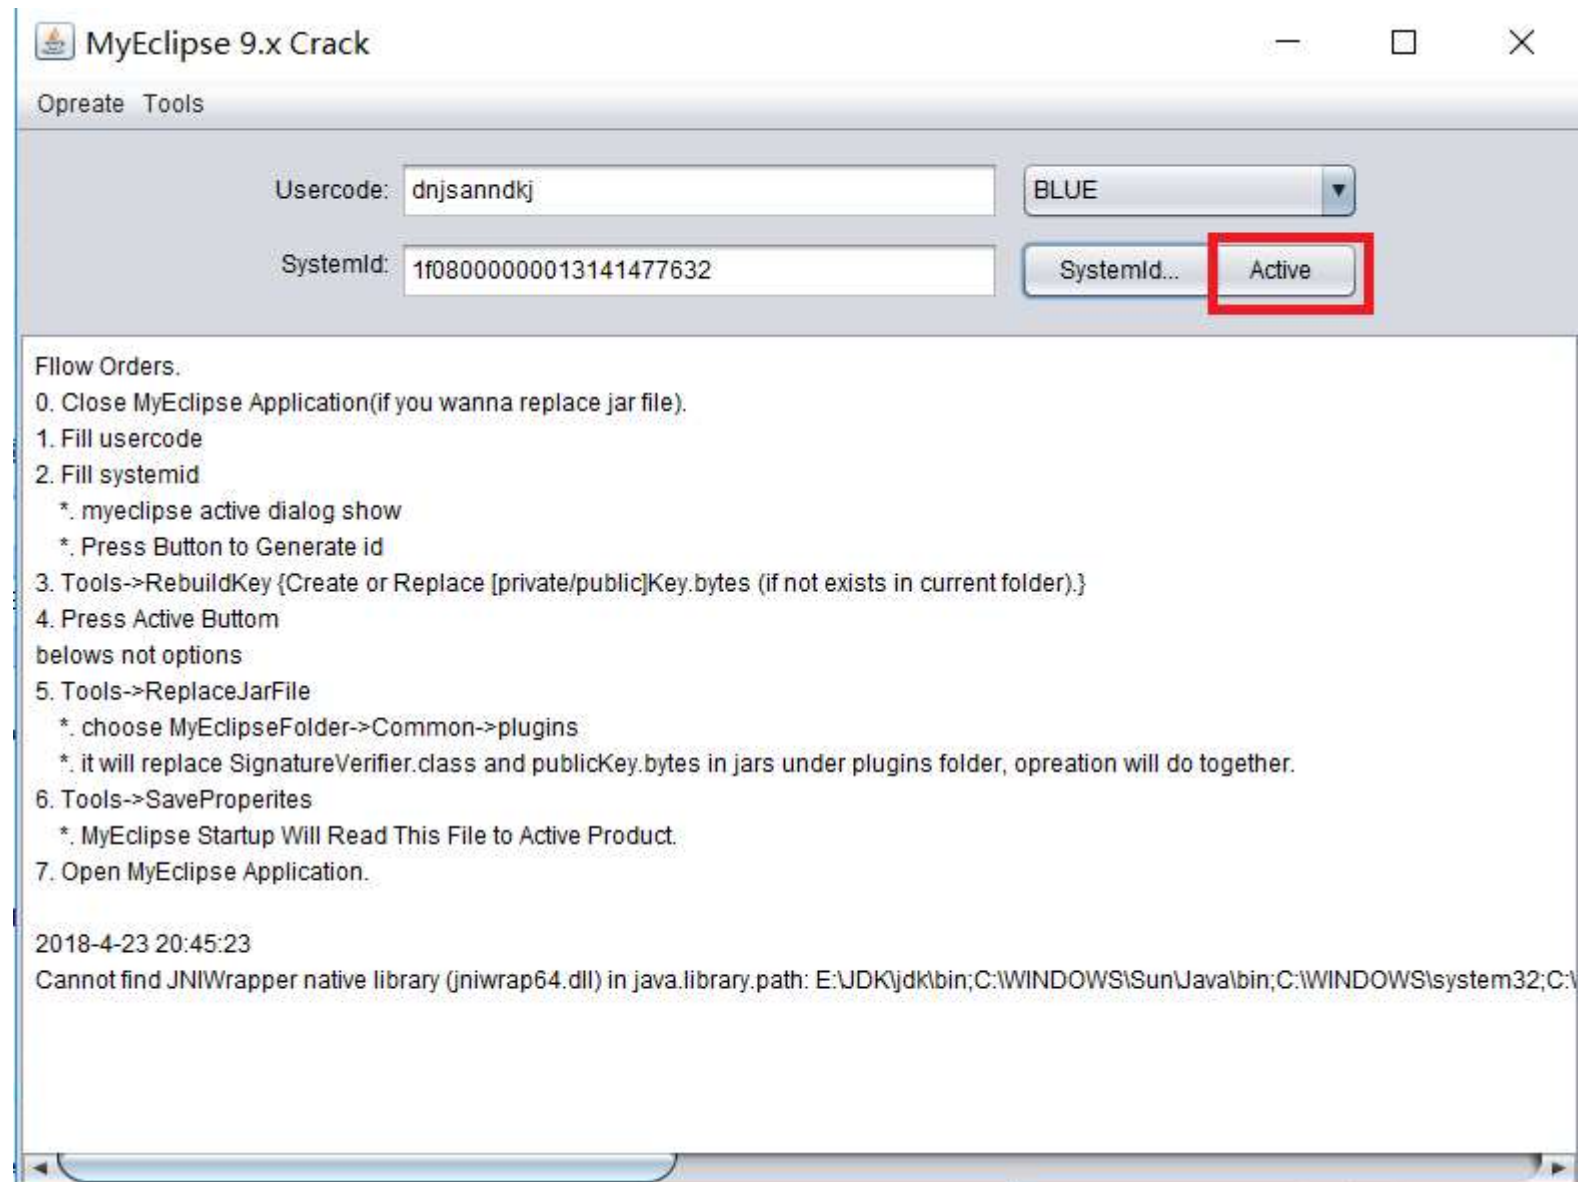 MyEclipse 9.x Crack
Opreate Tools
Usercode: dnjsanndkj BLUE
SystemId: 1f08000000013141477632 SystemId... Active
Fllow Orders.
0. Close MyEclipse Application(if you wanna replace jar file).
1. Fill usercode
2. Fill systemid
*. myeclipse active dialog show
*. Press Button to Generate id
3. Tools->RebuildKey {Create or Replace [private/public]Key.bytes (if not exists in current folder).}
4. Press Active Buttom
belows not options
5. Tools->ReplaceJarFile
*. choose MyEclipseFolder->Common->plugins
*. it will replace SignatureVerifier.class and publicKey.bytes in jars under plugins folder, opreation will do together.
6. Tools->SaveProperites
*. MyEclipse Startup Will Read This File to Active Product.
7. Open MyEclipse Application.
2018-4-23 20:45:23
Cannot find JNIWrapper native library (jniwrap64.dll) in java.library.path: E:\JDK\jdk\bin;C:\WINDOWS\Sun\Java\bin;C:\WINDOWS\system32;C:\